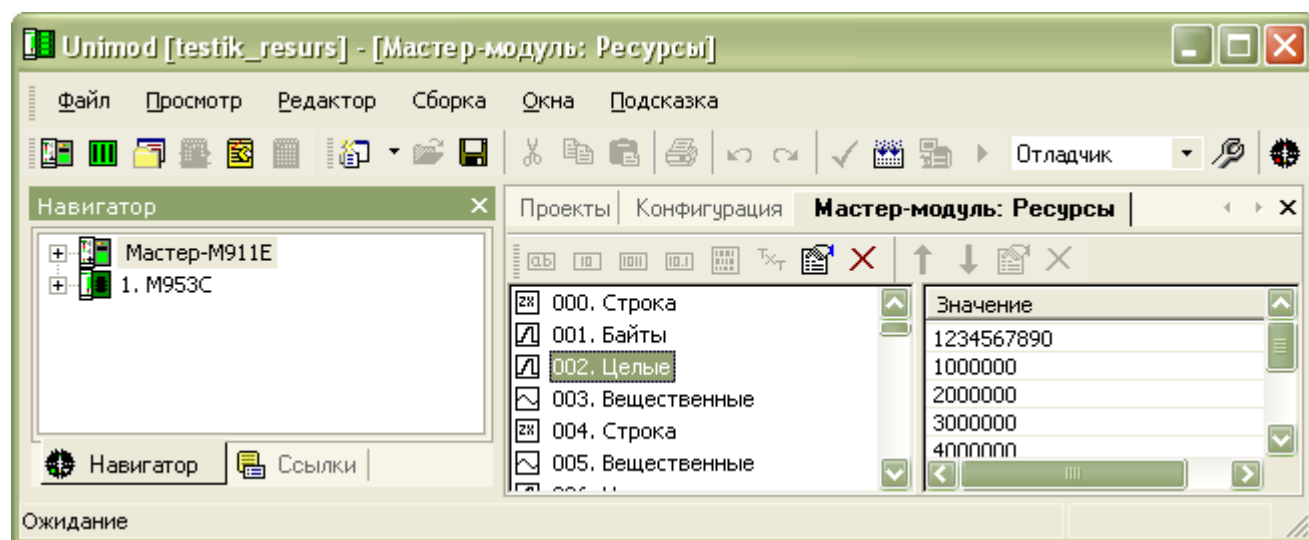 Unimod [testik_resurs] - [Мастер-модуль: Ресурсы]
Файл Просмотр Редактор Сборка Окна Подсказка
Отладчик
Навигатор
Проекты Конфигурация Мастер-модуль: Ресурсы
Мастер-М911Е
1. М953С
000. Строка
001. Байты
002. Целые
003. Вещественные
004. Строка
005. Вещественные
Значение
1234567890
1000000
2000000
3000000
4000000
Навигатор Ссылки
Ожидание